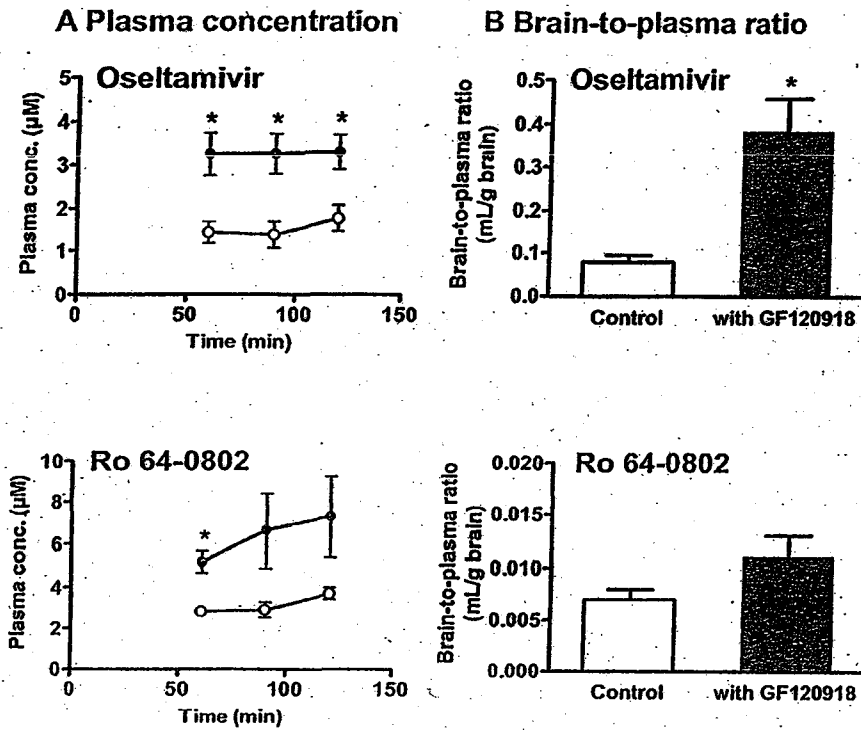 A Plasma concentration
B Brain-to-plasma ratio
Oseltamivir
Plasma conc. (μM)
5
4
3
2
1
0
* * *
0 50 100 150
Time (min)
Oseltamivir
Brain-to-plasma ratio
(mL/g brain)
0.5
0.4
0.3
0.2
0.1
0.0
*
Control with GF120918
Ro 64-0802
Plasma conc. (μM)
10
8
6
4
2
0
*
0 50 100 150
Time (min)
Ro 64-0802
Brain-to-plasma ratio
(mL/g brain)
0.020
0.015
0.010
0.005
0.000
Control with GF120918